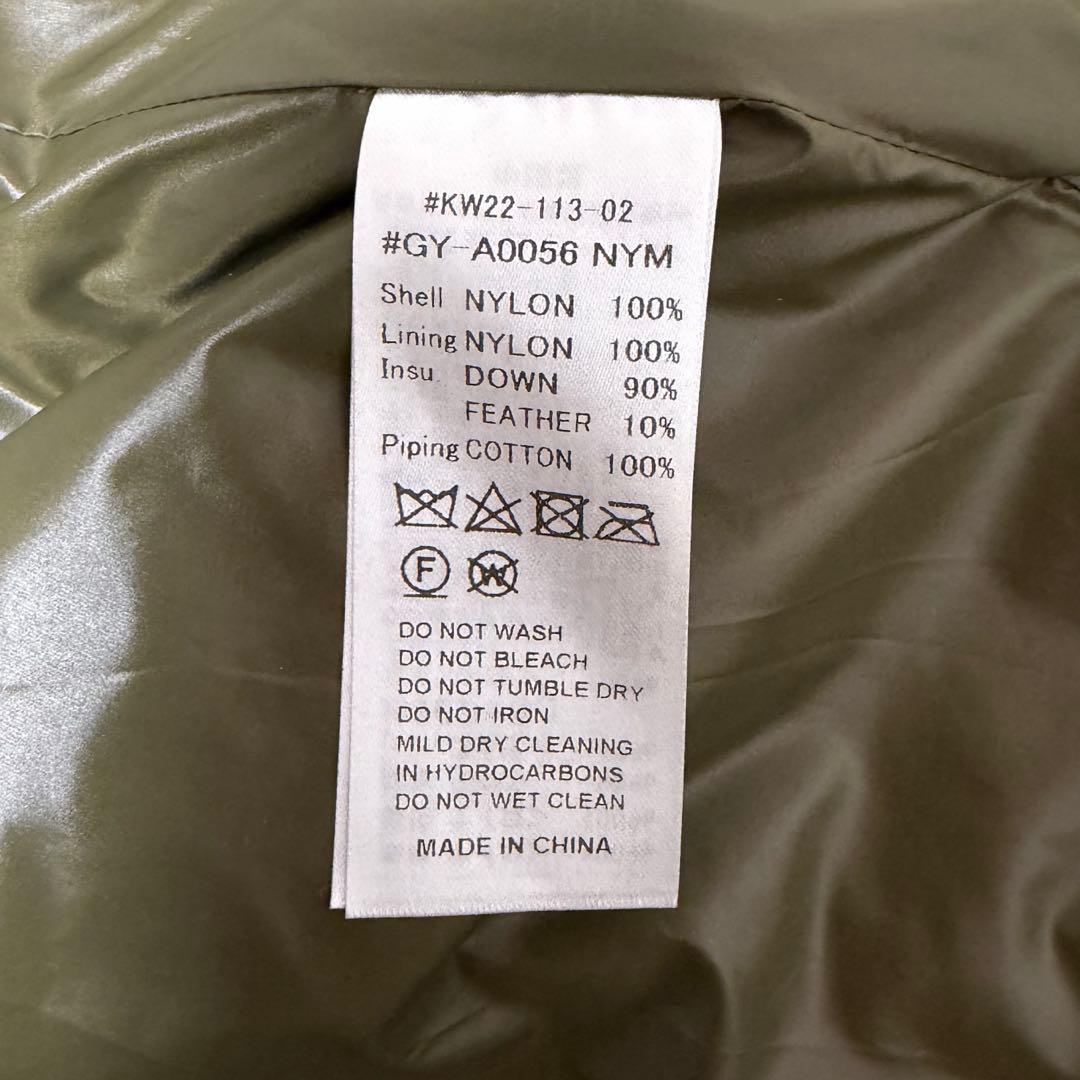 #KW22-113-02
#GY-A0056 NYM
Shell NYLON 100%
Lining NYLON 100%
Insu. DOWN 90%
FEATHER 10%
Piping COTTON 100%
F W
DO NOT WASH
DO NOT BLEACH
DO NOT TUMBLE DRY
DO NOT IRON
MILD DRY CLEANING
IN HYDROCARBONS
DO NOT WET CLEAN
MADE IN CHINA